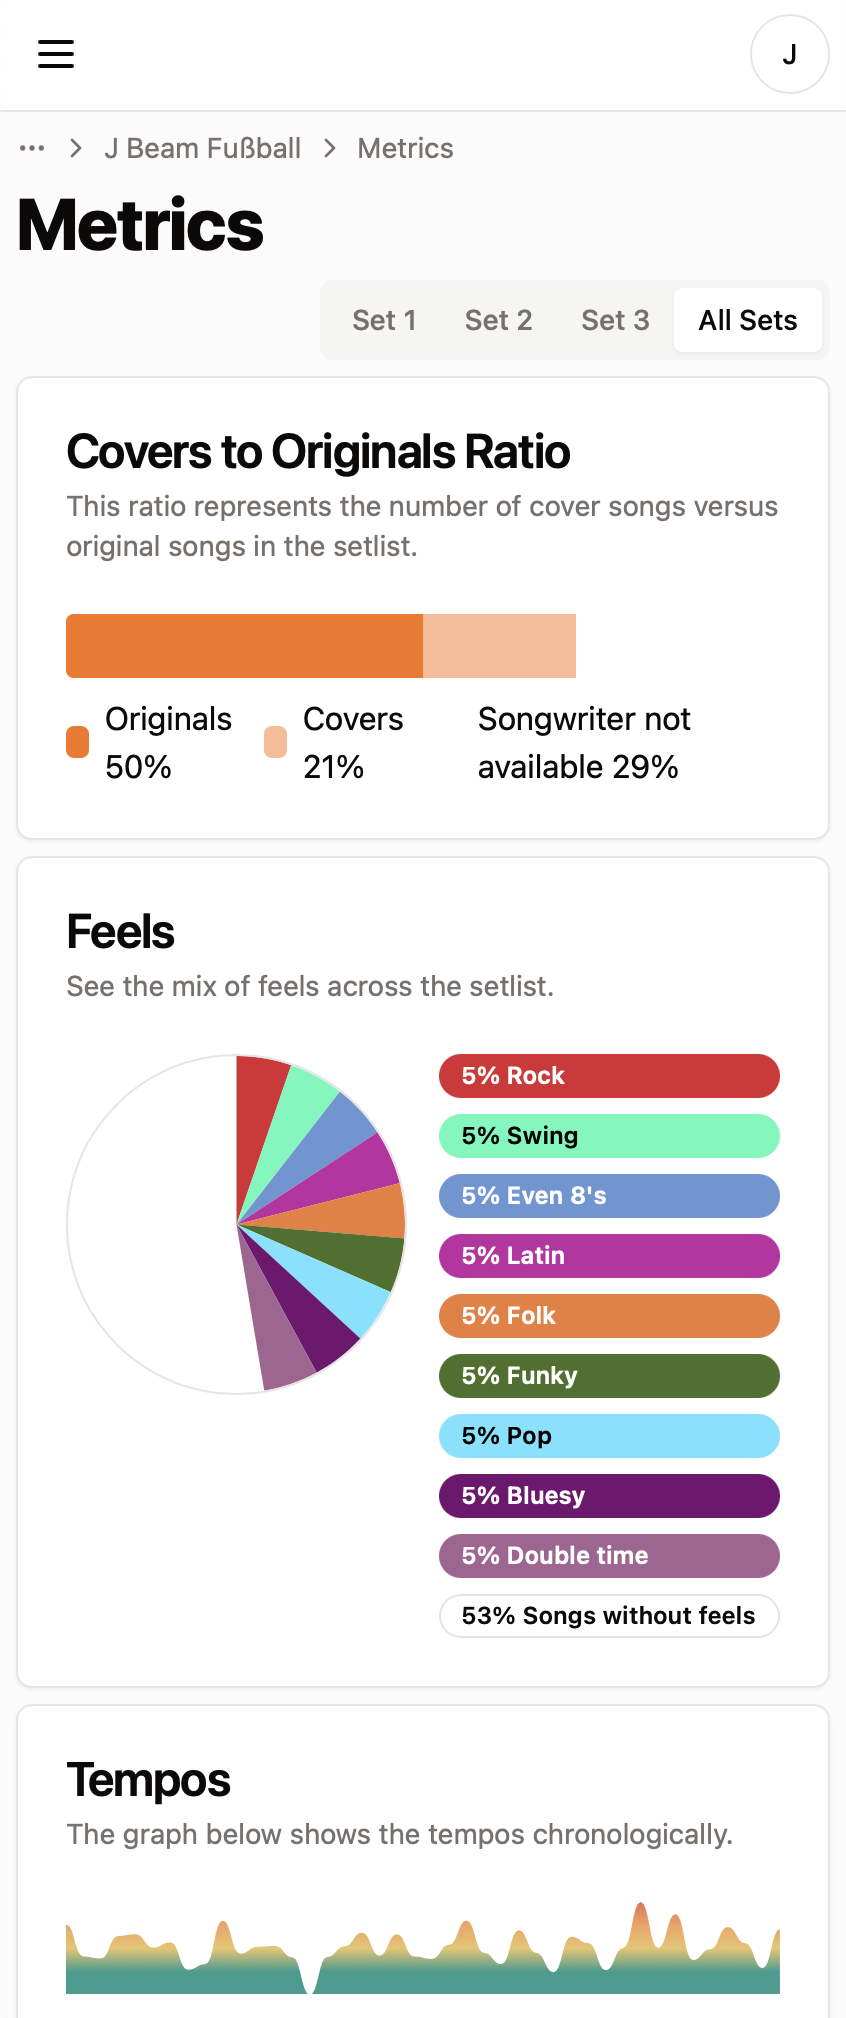 J
J Beam Fußball
Metrics
Metrics
Set 1 Set 2 Set 3 All Sets
Covers to Originals Ratio
This ratio represents the number of cover songs versus
original songs in the setlist.
Originals
50%
Covers
21%
Songwriter not
available 29%
Feels
See the mix of feels across the setlist.
5% Rock
5% Swing
5% Even 8's
5% Latin
5% Folk
5% Funky
5% Pop
5% Bluesy
5% Double time
53% Songs without feels
Tempos
The graph below shows the tempos chronologically.